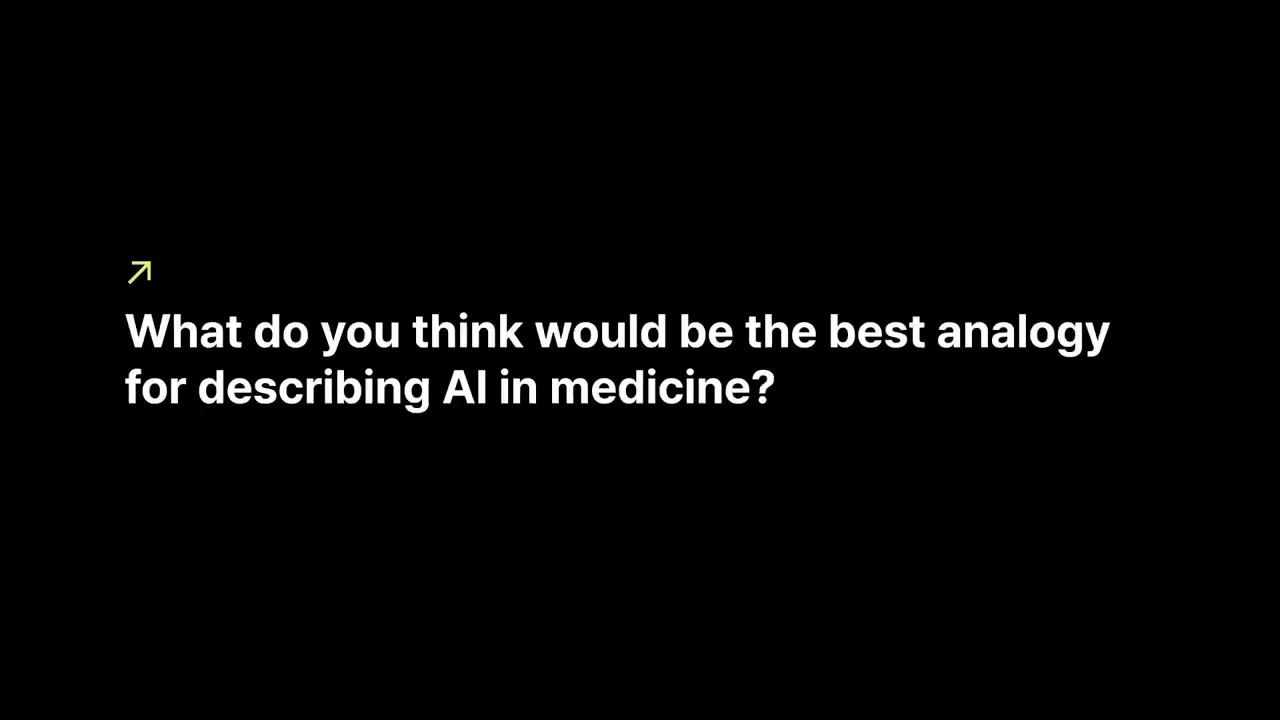 What do you think would be the best analogy
for describing AI in medicine?